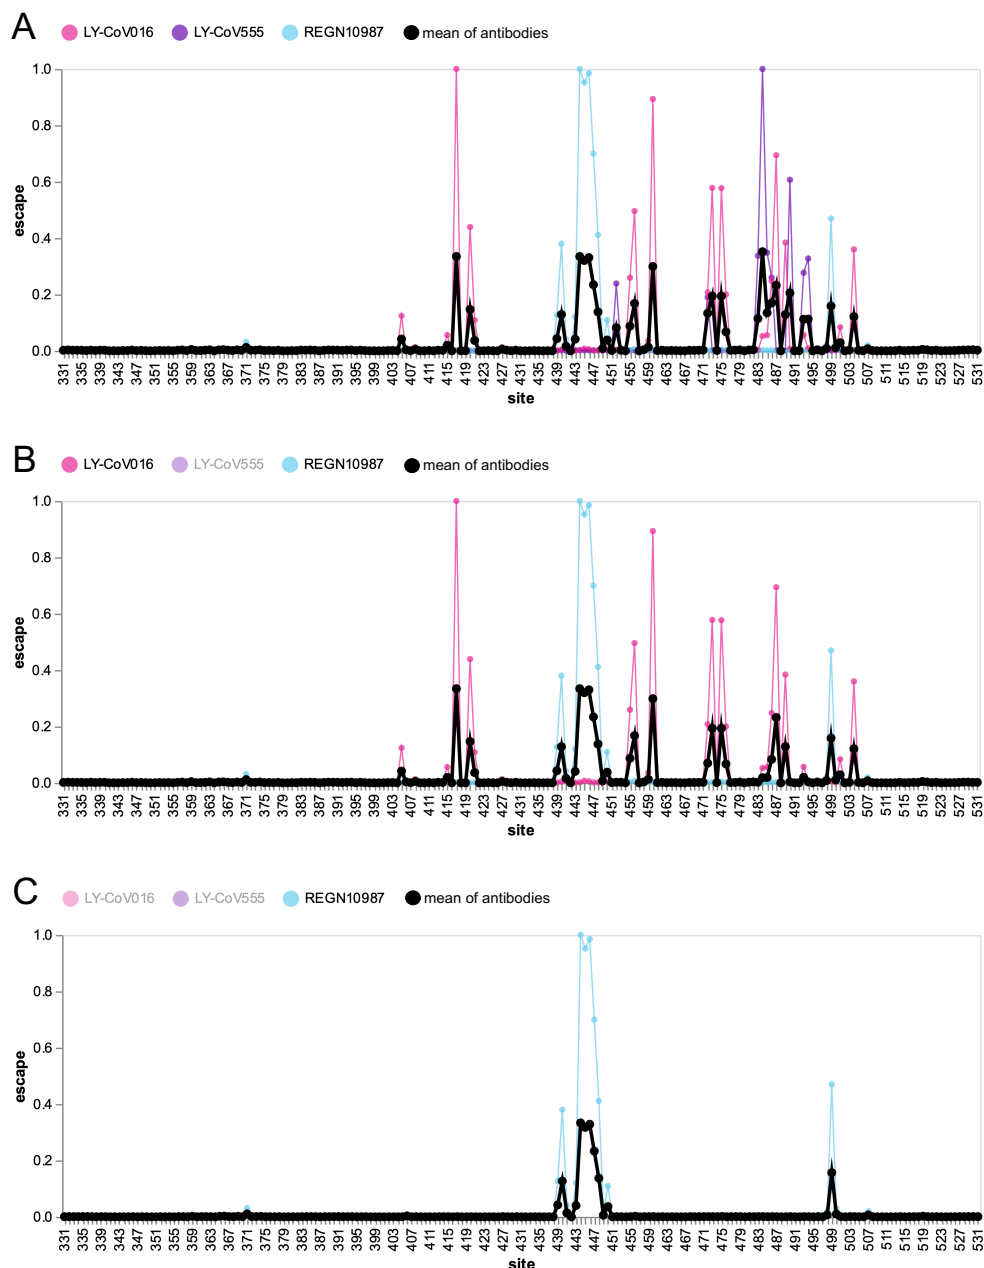 A
LY-CoV016 LY-CoV555 REGN10987 mean of antibodies
1.0
0.8
0.6
0.4
0.2
0.0
escape
331 335 339 343 347 351 355 359 363 367 371 375 379 383 387 391 395 399 403 407 411 415 419 423 427 431 435 439 443 447 451 455 459 463 467 471 475 479 483 487 491 495 499 503 507 511 515 519 523 527 531
site
B
LY-CoV016 LY-CoV555 REGN10987 mean of antibodies
1.0
0.8
0.6
0.4
0.2
0.0
escape
331 335 339 343 347 351 355 359 363 367 371 375 379 383 387 391 395 399 403 407 411 415 419 423 427 431 435 439 443 447 451 455 459 463 467 471 475 479 483 487 491 495 499 503 507 511 515 519 523 527 531
site
C
LY-CoV016 LY-CoV555 REGN10987 mean of antibodies
1.0
0.8
0.6
0.4
0.2
0.0
escape
331 335 339 343 347 351 355 359 363 367 371 375 379 383 387 391 395 399 403 407 411 415 419 423 427 431 435 439 443 447 451 455 459 463 467 471 475 479 483 487 491 495 499 503 507 511 515 519 523 527 531
site